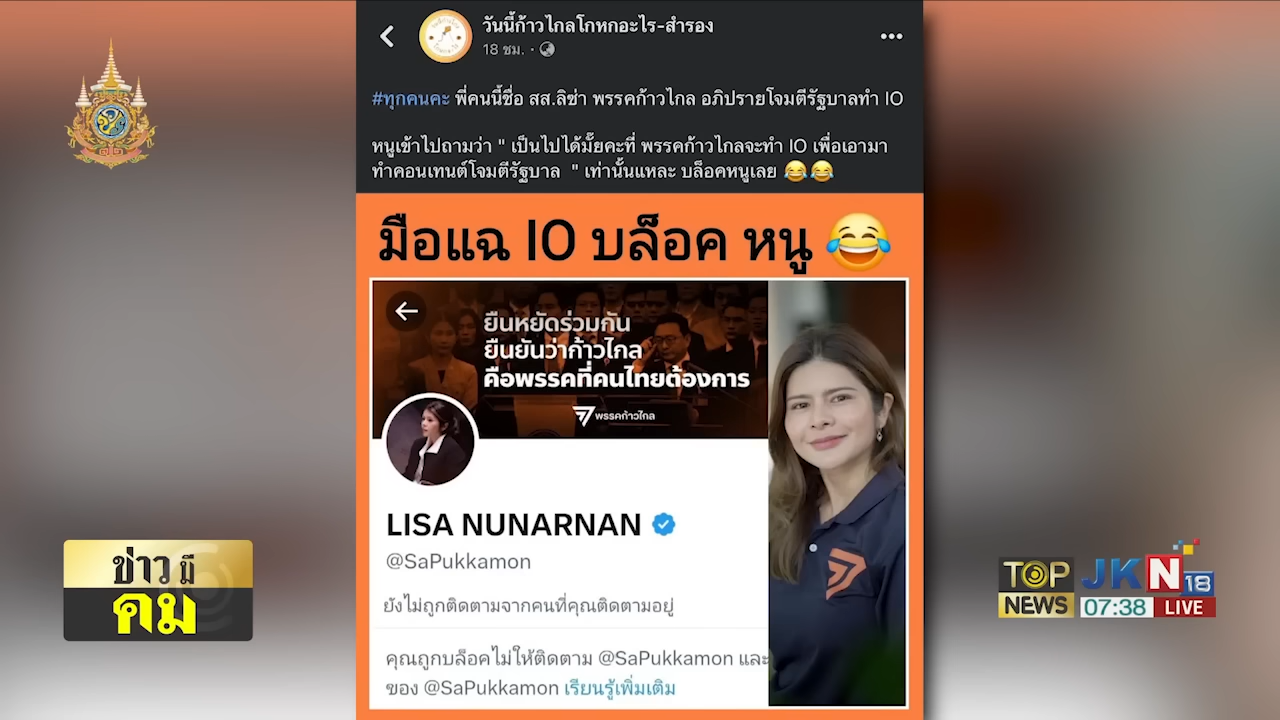 วันนี้ก้าวไกลโกหกอะไร-สำรอง
18 ชม.
#ทุกคนคะ พี่คนนี้ชื่อ สส.ลิซ่า พรรคก้าวไกล อภิปรายโจมตีรัฐบาลทำ IO
หนูเข้าไปถามว่า " เป็นไปได้มั๊ยคะที่ พรรคก้าวไกลจะทำ IO เพื่อเอามา
ทำคอนเทนต์โจมตีรัฐบาล " เท่านั้นแหละ บล็อคหนูเลย 😂😂
มือแฉ IO บล็อค หนู 😂
ยืนหยัดร่วมกัน
ยืนยันว่าก้าวไกล
คือพรรคที่คนไทยต้องการ
พรรคก้าวไกล
LISA NUNARNAN
@SaPukkamon
ยังไม่ถูกติดตามจากคนที่คุณติดตามอยู่
คุณถูกบล็อคไม่ให้ติดตาม @SaPukkamon และ
ของ @SaPukkamon เรียนรู้เพิ่มเติม
ข่าวมี
คม
TOP
NEWS
JKN18
07:38 LIVE